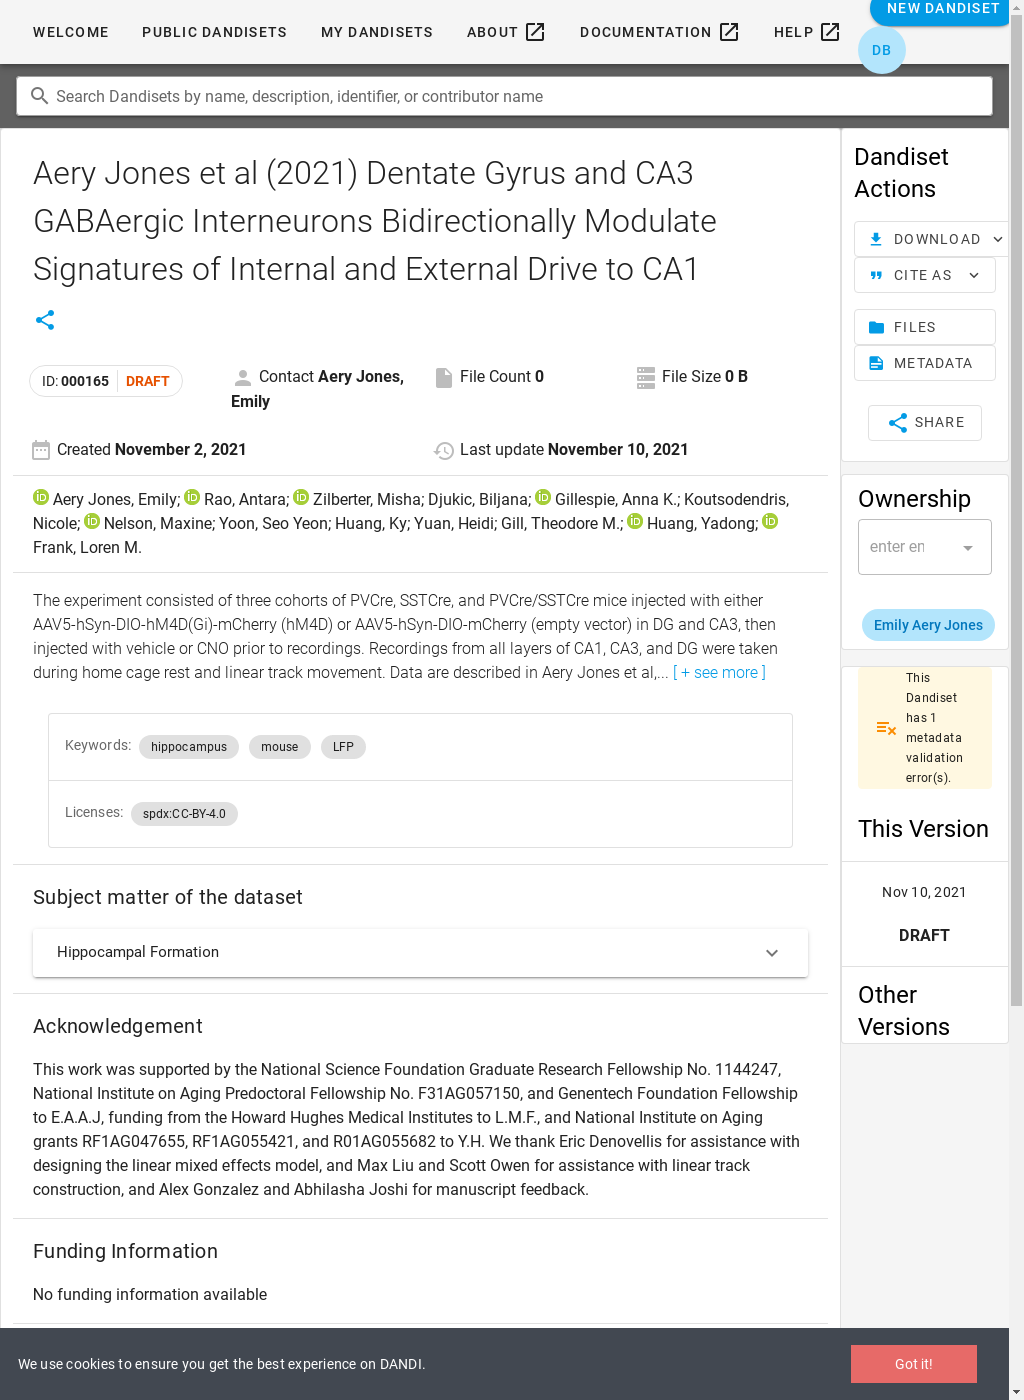 WELCOME PUBLIC DANDISETS MY DANDISETS ABOUT DOCUMENTATION HELP NEW DANDISET
DB
Search Dandisets by name, description, identifier, or contributor name
Aery Jones et al (2021) Dentate Gyrus and CA3
GABAergic Interneurons Bidirectionally Modulate
Signatures of Internal and External Drive to CA1
ID: 000165 DRAFT
Contact Aery Jones,
Emily
File Count 0
File Size 0 B
Created November 2, 2021
Last update November 10, 2021
iD Aery Jones, Emily; iD Rao, Antara; iD Zilberter, Misha; Djukic, Biljana; iD Gillespie, Anna K.; Koutsodendris,
Nicole; iD Nelson, Maxine; Yoon, Seo Yeon; Huang, Ky; Yuan, Heidi; Gill, Theodore M.; iD Huang, Yadong; iD
Frank, Loren M.
The experiment consisted of three cohorts of PVCre, SSTCre, and PVCre/SSTCre mice injected with either
AAV5-hSyn-DIO-hM4D(Gi)-mCherry (hM4D) or AAV5-hSyn-DIO-mCherry (empty vector) in DG and CA3, then
injected with vehicle or CNO prior to recordings. Recordings from all layers of CA1, CA3, and DG were taken
during home cage rest and linear track movement. Data are described in Aery Jones et al,... [ + see more ]
Keywords: hippocampus mouse LFP
Licenses: spdx:CC-BY-4.0
Subject matter of the dataset
Hippocampal Formation
Acknowledgement
This work was supported by the National Science Foundation Graduate Research Fellowship No. 1144247,
National Institute on Aging Predoctoral Fellowship No. F31AG057150, and Genentech Foundation Fellowship
to E.A.A.J, funding from the Howard Hughes Medical Institutes to L.M.F., and National Institute on Aging
grants RF1AG047655, RF1AG055421, and R01AG055682 to Y.H. We thank Eric Denovellis for assistance with
designing the linear mixed effects model, and Max Liu and Scott Owen for assistance with linear track
construction, and Alex Gonzalez and Abhilasha Joshi for manuscript feedback.
Funding Information
No funding information available
Dandiset
Actions
DOWNLOAD
CITE AS
FILES
METADATA
SHARE
Ownership
enter en
Emily Aery Jones
This
Dandiset
has 1
metadata
validation
error(s).
This Version
Nov 10, 2021
DRAFT
Other
Versions
We use cookies to ensure you get the best experience on DANDI.
Got it!